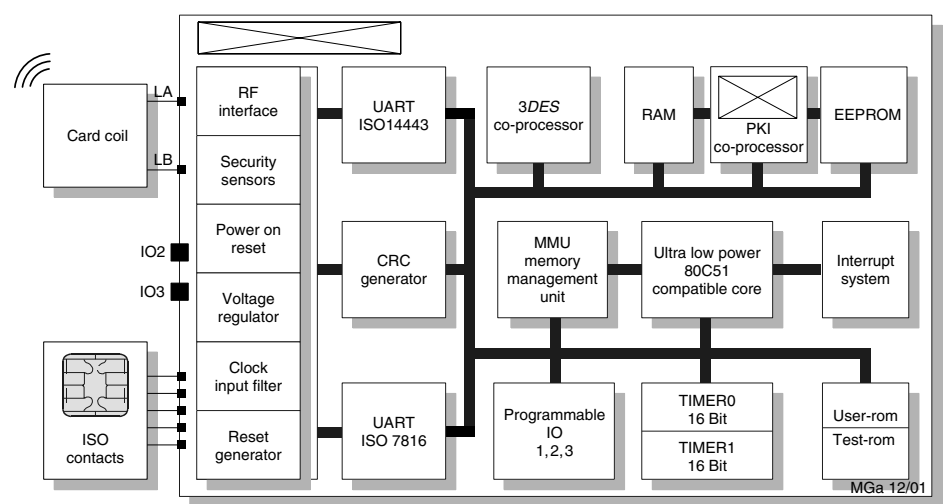 LA
LB
IO2
IO3
Card coil
ISO
contacts
RF
interface
Security
sensors
Power on
reset
Voltage
regulator
Clock
input filter
Reset
generator
UART
ISO14443
CRC
generator
UART
ISO 7816
3DES
co-processor
RAM
PKI
co-processor
EEPROM
MMU
memory
management
unit
Ultra low power
80C51
compatible core
Interrupt
system
Programmable
IO
1,2,3
TIMER0
16 Bit
TIMER1
16 Bit
User-rom
Test-rom
MGa 12/01